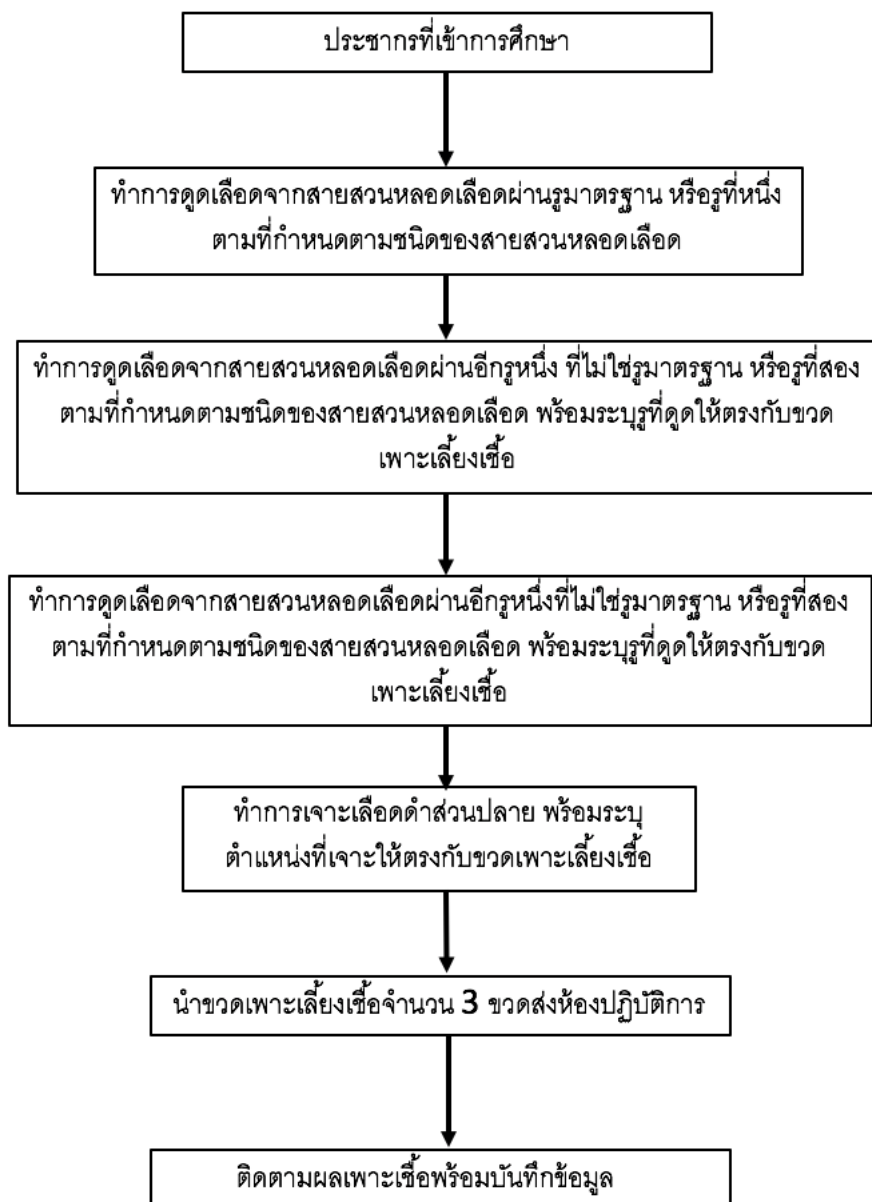 ประชากรที่เข้าการศึกษา
ทำการดูดเลือดจากสายสวนหลอดเลือดผ่านรูมาตรฐาน หรือรูที่หนึ่ง
ตามที่กำหนดตามชนิดของสายสวนหลอดเลือด
ทำการดูดเลือดจากสายสวนหลอดเลือดผ่านอีกรูหนึ่ง ที่ไม่ใช่รูมาตรฐาน หรือรูที่สอง
ตามที่กำหนดตามชนิดของสายสวนหลอดเลือด พร้อมระบุรูที่ดูดให้ตรงกับขวด
เพาะเลี้ยงเชื้อ
ทำการดูดเลือดจากสายสวนหลอดเลือดผ่านอีกรูหนึ่งที่ไม่ใช่รูมาตรฐาน หรือรูที่สอง
ตามที่กำหนดตามชนิดของสายสวนหลอดเลือด พร้อมระบุรูที่ดูดให้ตรงกับขวด
เพาะเลี้ยงเชื้อ
ทำการเจาะเลือดดำส่วนปลาย พร้อมระบุ
ตำแหน่งที่เจาะให้ตรงกับขวดเพาะเลี้ยงเชื้อ
นำขวดเพาะเลี้ยงเชื้อจำนวน 3 ขวดส่งห้องปฏิบัติการ
ติดตามผลเพาะเชื้อพร้อมบันทึกข้อมูล